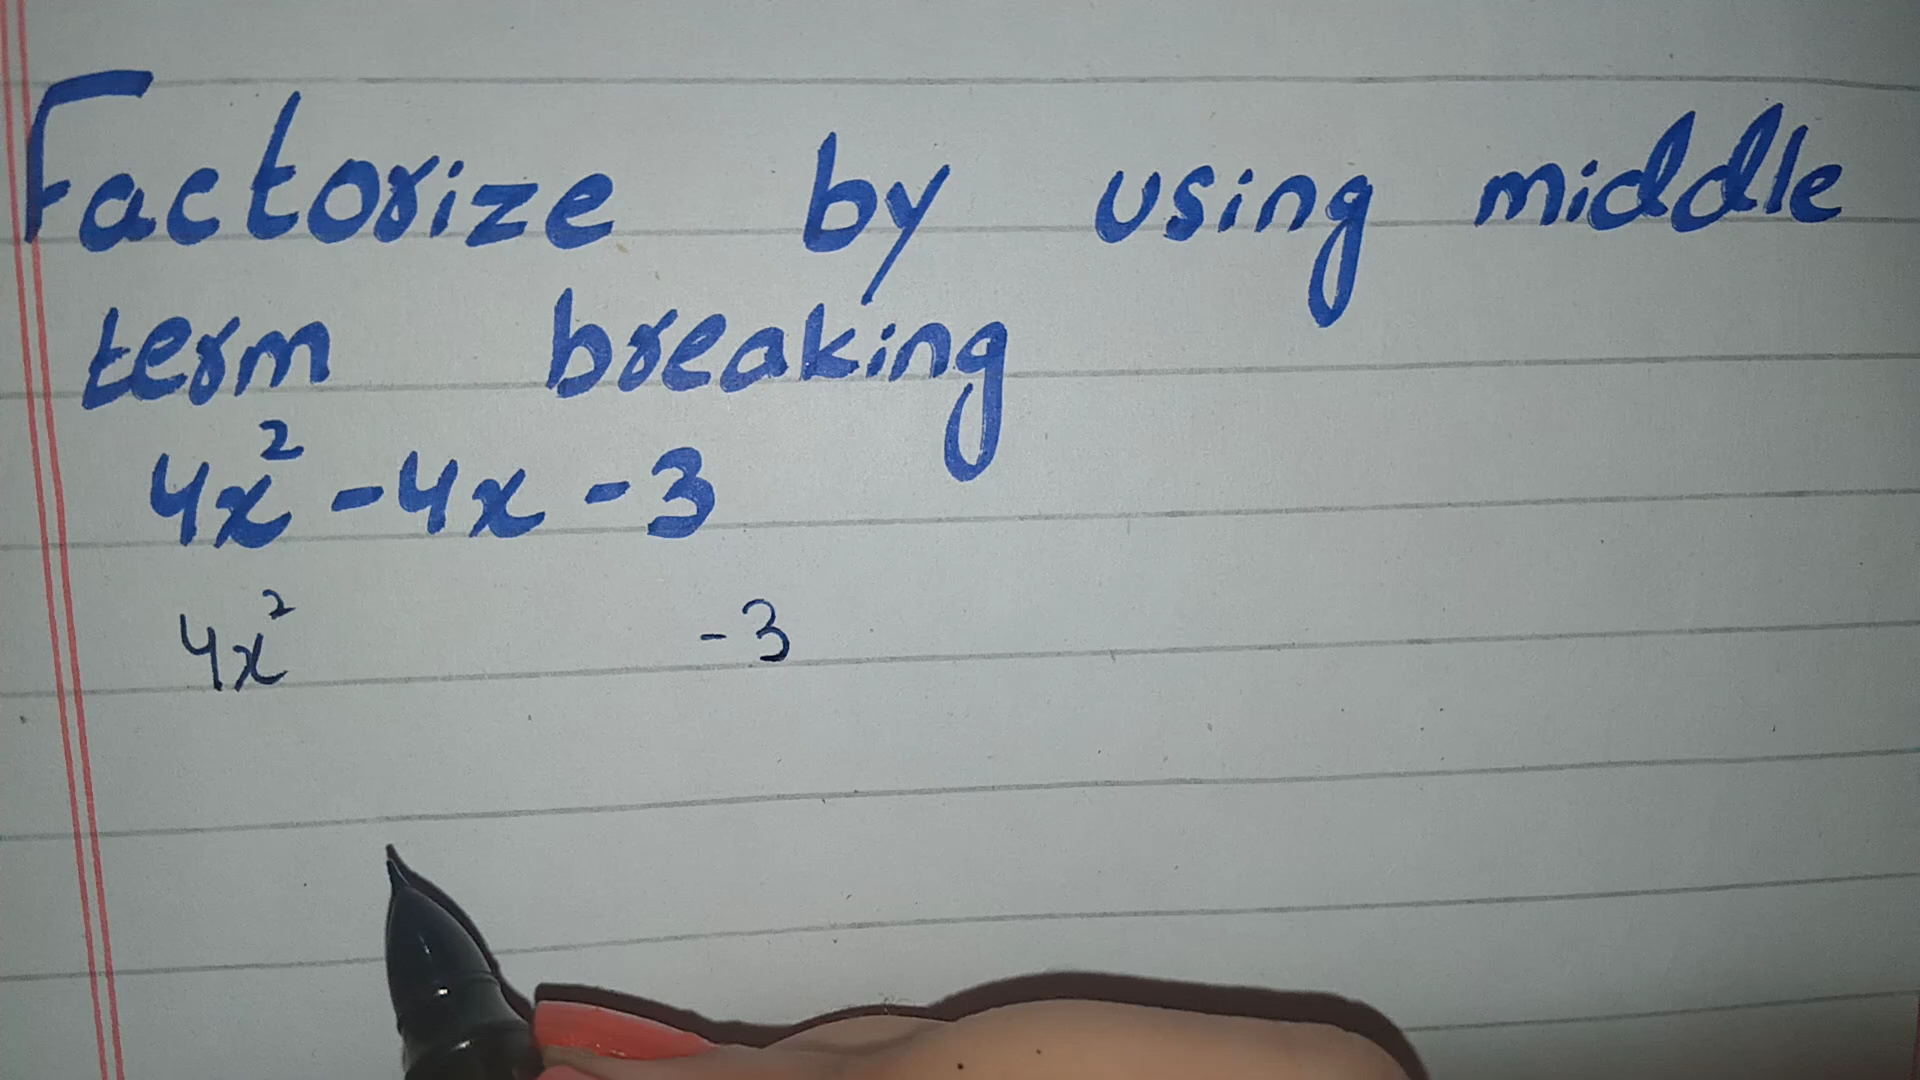 Factorize by using middle
term breaking
4x² - 4x - 3
4x² - 3